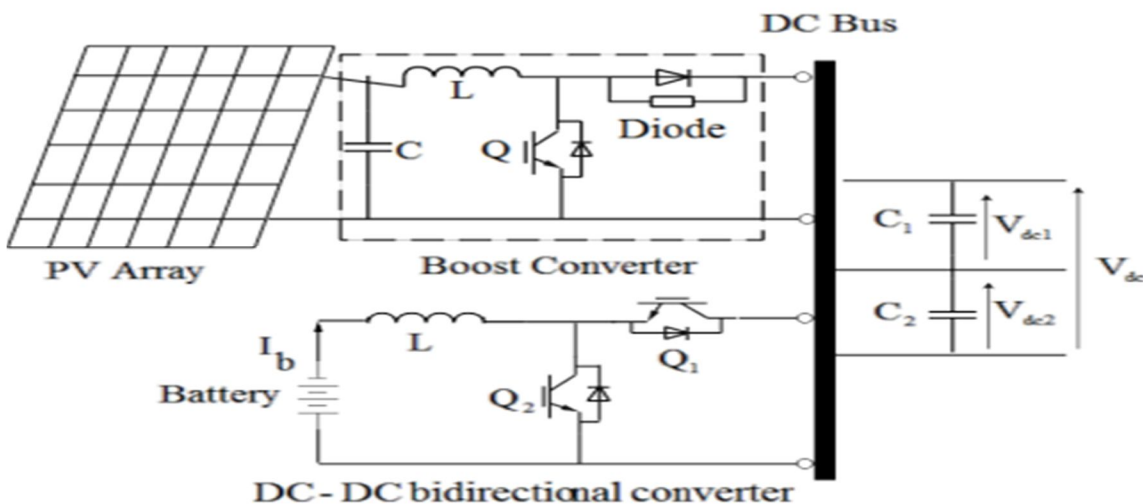 DC Bus
L
C
Q
Diode
PV Array
Boost Converter
C1
Vdc1
Vdc
C2
Vdc2
Ib
L
Q1
Battery
Q2
DC- DC bidirectional converter